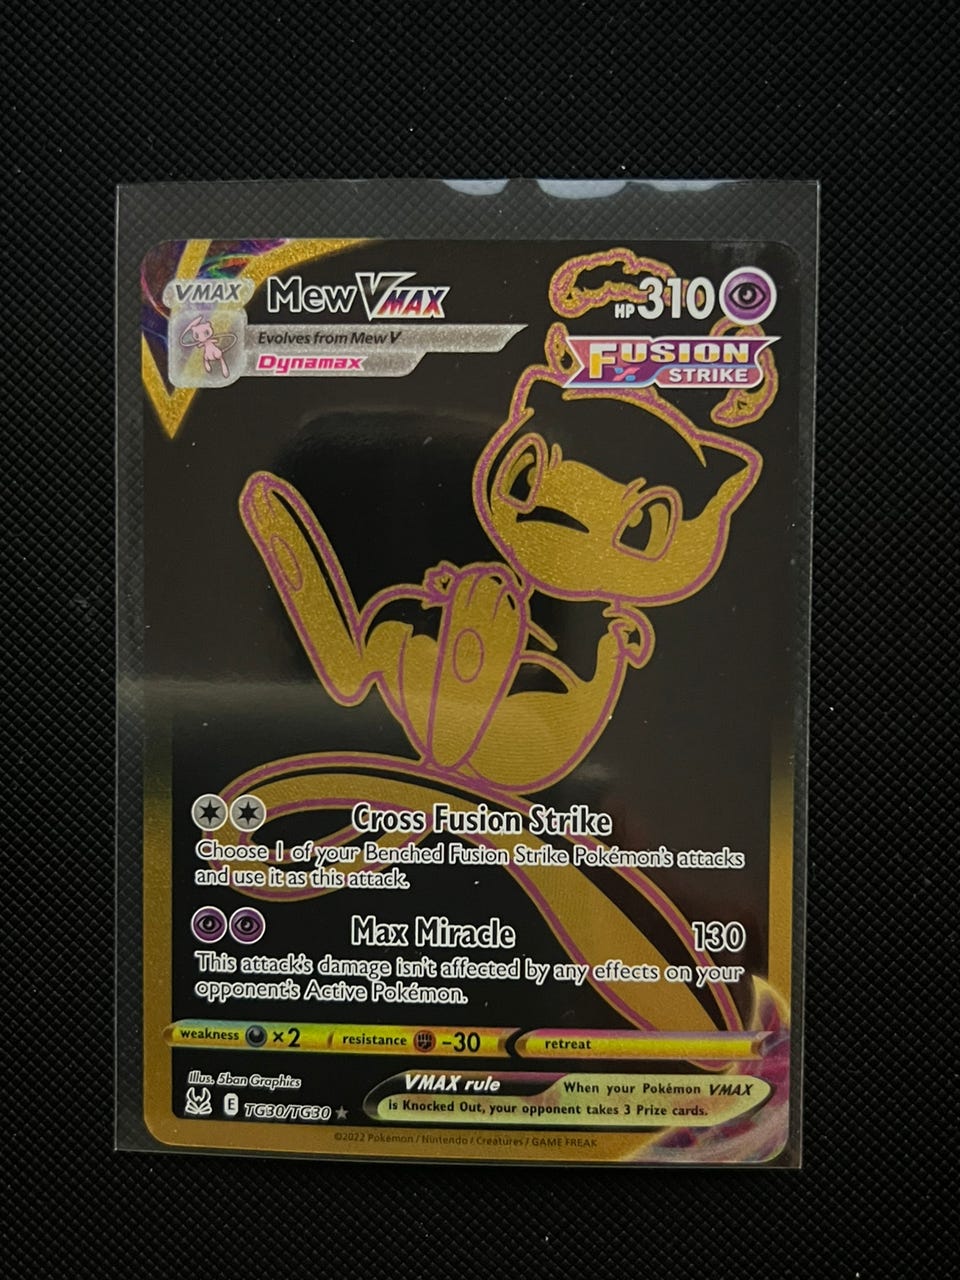 VMAX
Mew VMAX
HP 310
Evolves from Mew V
Dynamax
FUSION
STRIKE
Cross Fusion Strike
Choose 1 of your Benched Fusion Strike Pokémon's attacks
and use it as this attack.
Max Miracle 130
This attack's damage isn't affected by any effects on your
opponent's Active Pokémon.
weakness ×2 resistance -30 retreat
Illus. 5ban Graphics
E TG30/TG30 ★
VMAX rule When your Pokémon VMAX
is Knocked Out, your opponent takes 3 Prize cards.
©2022 Pokémon / Nintendo / Creatures / GAME FREAK